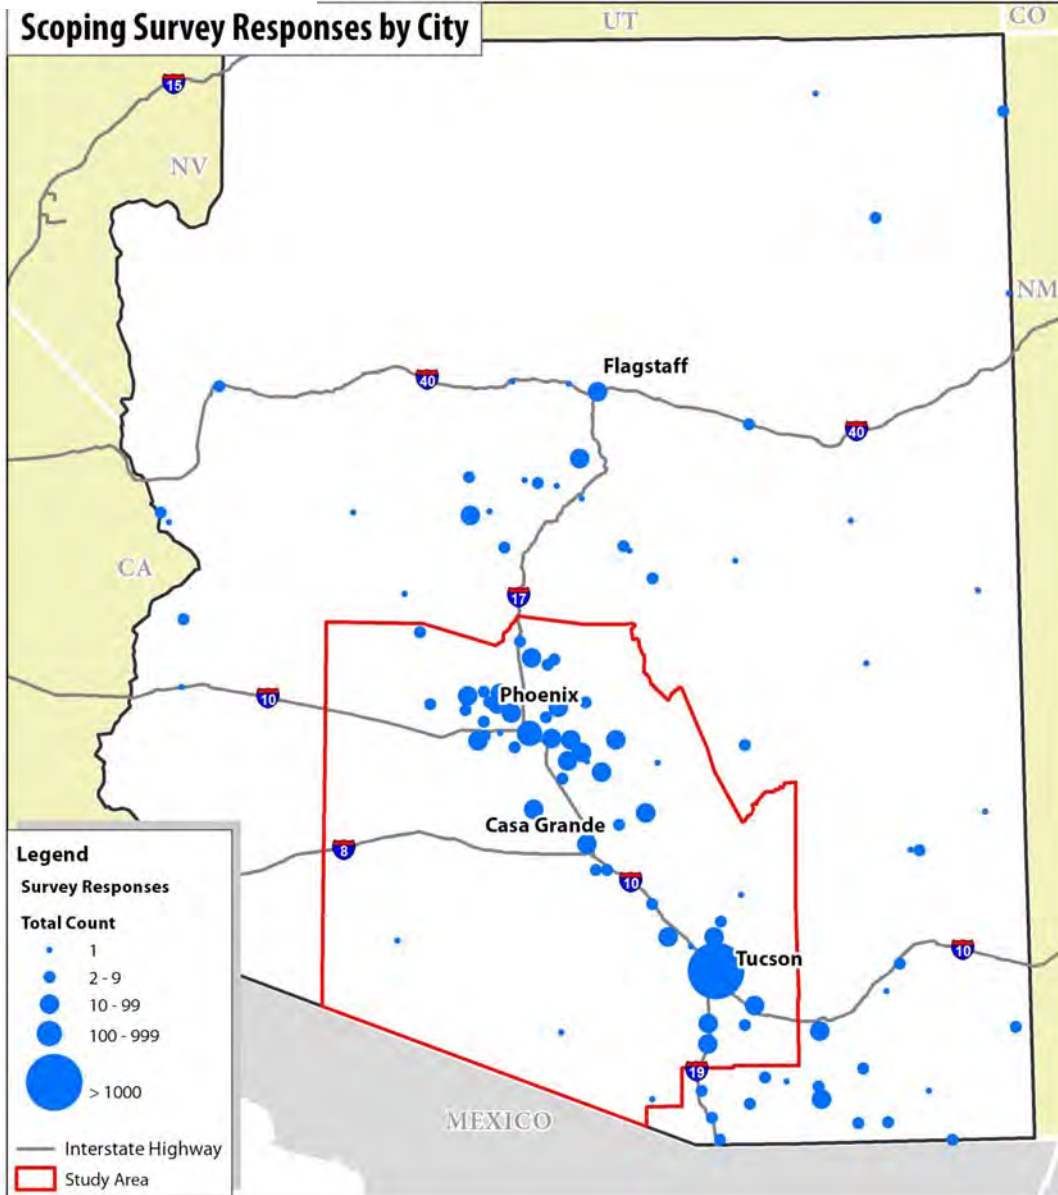 Scoping Survey Responses by City
UT
CO
15
NV
NM
Flagstaff
40
40
CA
17
Phoenix
10
Casa Grande
8
10
Tucson
10
19
MEXICO
Legend
Survey Responses
Total Count
1
2 - 9
10 - 99
100 - 999
> 1000
Interstate Highway
Study Area